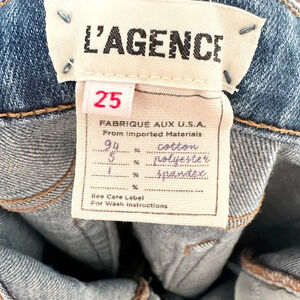 L'AGENCE
25
FABRIQUÉ AUX U.S.A.
From Imported Materials
94 % cotton
5 % polyester
1 % spandex
%
See Care Label
For Wash Instructions